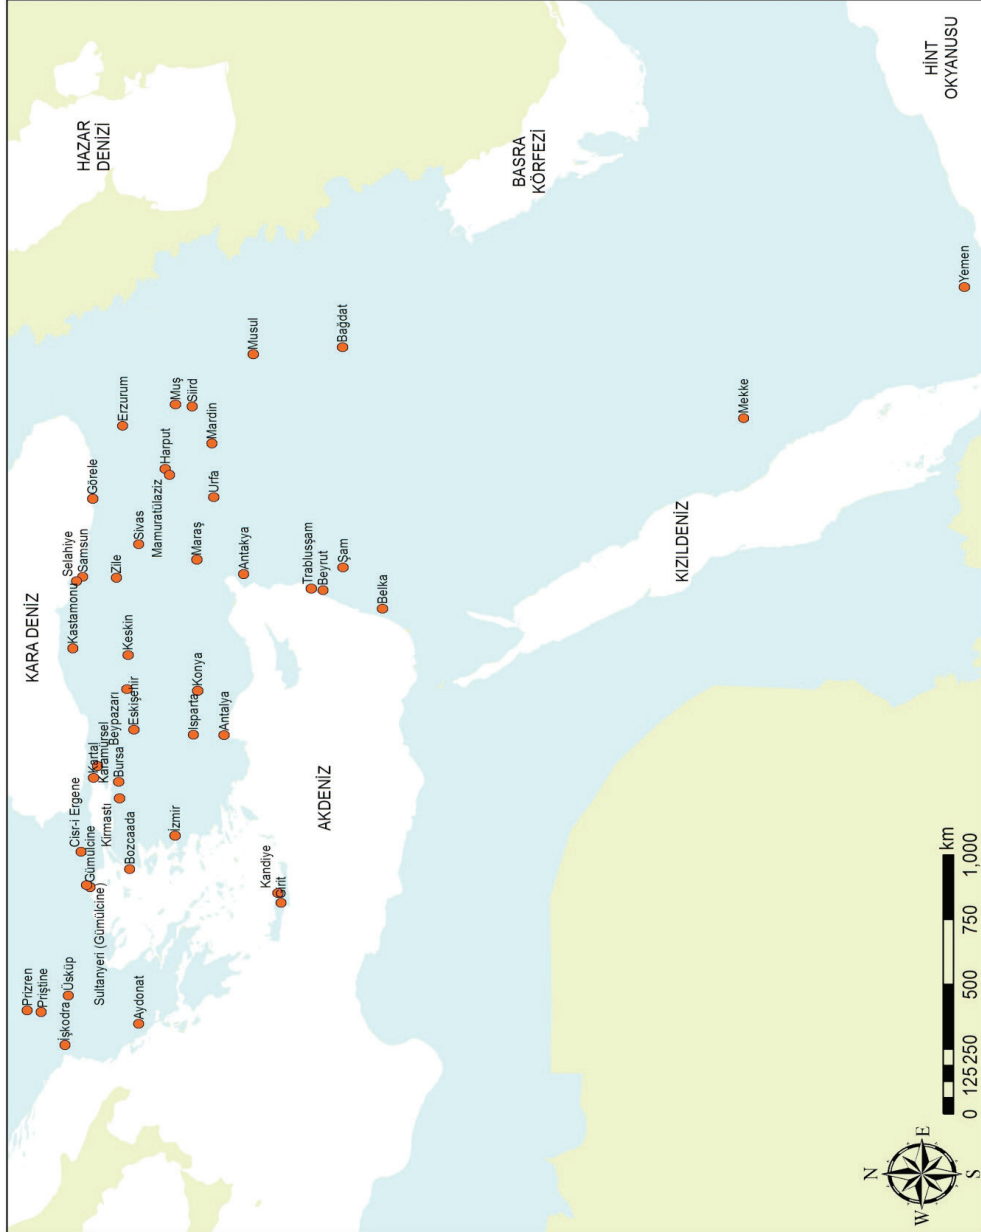 KARA DENİZ
HAZAR
DENİZİ
Prizren
Priştine
İşkodra
Üsküp
Cisr-i Ergene
Gümülcine
Sultanyeri (Gümülcine)
Aydonat
Kartal
Karamürsel
Kirmastı
Bursa
Beypazarı
Eskişehir
Bozcaada
İzmir
Kastamonu
Selahiye
Samsun
Görele
Zile
Keskin
Sivas
Erzurum
Harput
Mamuratülaziz
Muş
Siird
Mardin
Urfa
Maraş
Isparta
Konya
Antalya
Antakya
Musul
Kandiye
Girit
AKDENİZ
Trablusşam
Beyrut
Şam
Bağdat
Belka
BASRA
KÖRFEZİ
KIZILDENİZ
Mekke
Yemen
HİNT
OKYANUSU
N
W
E
S
km
0 125 250 500 750 1,000